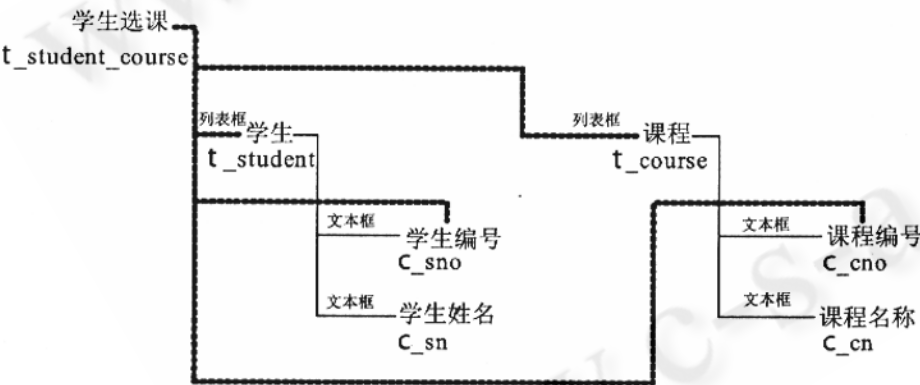 学生选课
t_student_course
列表框
学生
t_student
列表框
课程
t_course
文本框
学生编号
c_sno
文本框
学生姓名
c_sn
文本框
课程编号
c_cno
文本框
课程名称
c_cn